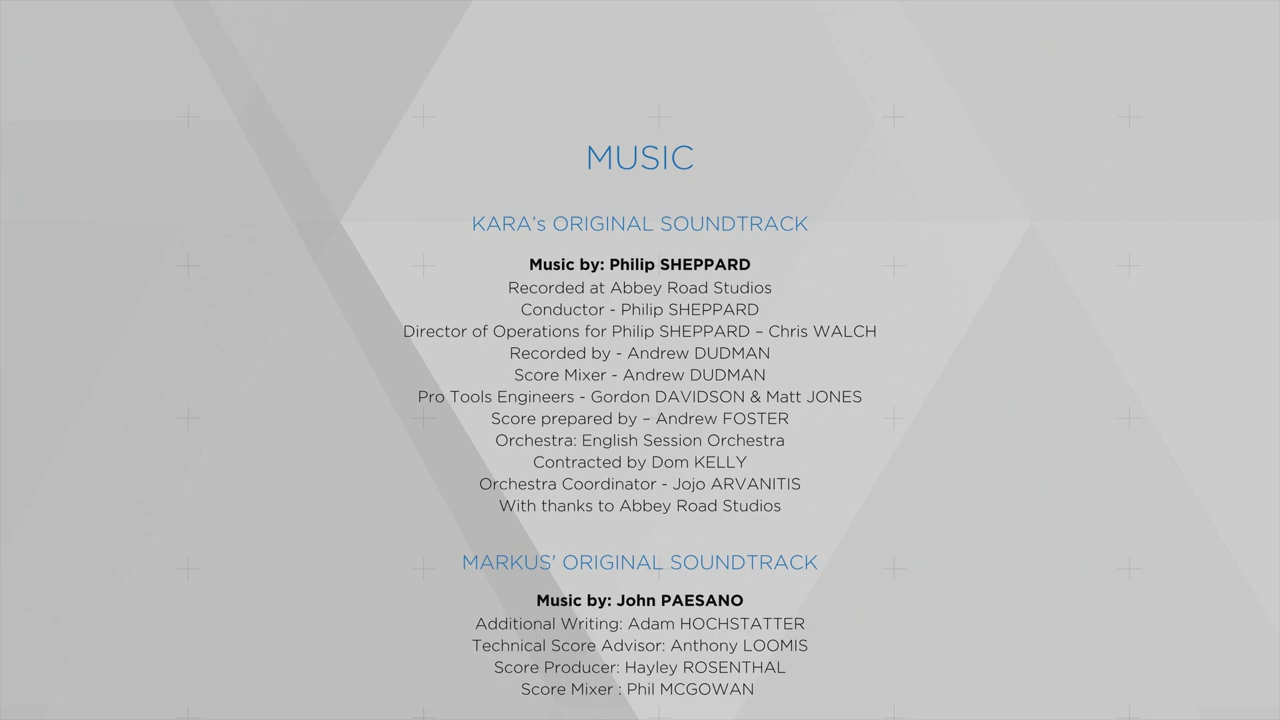 MUSIC
KARA's ORIGINAL SOUNDTRACK
Music by: Philip SHEPPARD
Recorded at Abbey Road Studios
Conductor - Philip SHEPPARD
Director of Operations for Philip SHEPPARD – Chris WALCH
Recorded by - Andrew DUDMAN
Score Mixer - Andrew DUDMAN
Pro Tools Engineers - Gordon DAVIDSON & Matt JONES
Score prepared by – Andrew FOSTER
Orchestra: English Session Orchestra
Contracted by Dom KELLY
Orchestra Coordinator - Jojo ARVANITIS
With thanks to Abbey Road Studios
MARKUS' ORIGINAL SOUNDTRACK
Music by: John PAESANO
Additional Writing: Adam HOCHSTATTER
Technical Score Advisor: Anthony LOOMIS
Score Producer: Hayley ROSENTHAL
Score Mixer : Phil MCGOWAN